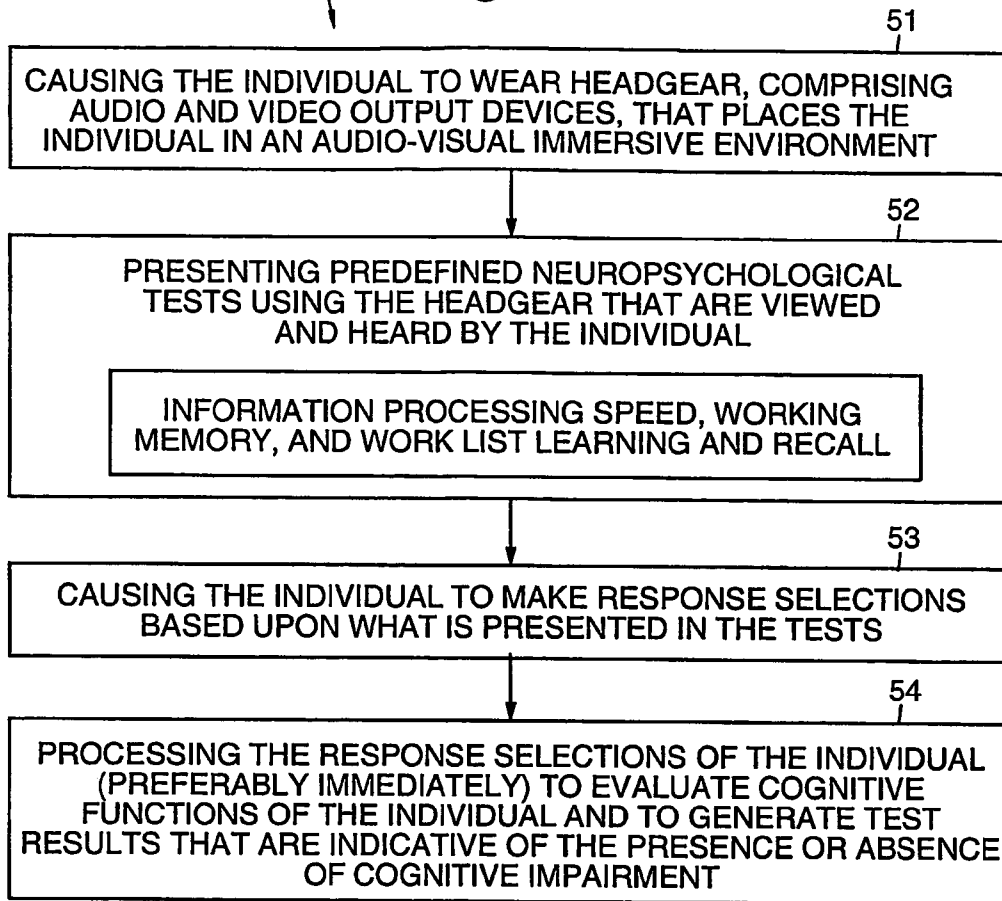 51
CAUSING THE INDIVIDUAL TO WEAR HEADGEAR, COMPRISING
AUDIO AND VIDEO OUTPUT DEVICES, THAT PLACES THE
INDIVIDUAL IN AN AUDIO-VISUAL IMMERSIVE ENVIRONMENT
52
PRESENTING PREDEFINED NEUROPSYCHOLOGICAL
TESTS USING THE HEADGEAR THAT ARE VIEWED
AND HEARD BY THE INDIVIDUAL
INFORMATION PROCESSING SPEED, WORKING
MEMORY, AND WORK LIST LEARNING AND RECALL
53
CAUSING THE INDIVIDUAL TO MAKE RESPONSE SELECTIONS
BASED UPON WHAT IS PRESENTED IN THE TESTS
54
PROCESSING THE RESPONSE SELECTIONS OF THE INDIVIDUAL
(PREFERABLY IMMEDIATELY) TO EVALUATE COGNITIVE
FUNCTIONS OF THE INDIVIDUAL AND TO GENERATE TEST
RESULTS THAT ARE INDICATIVE OF THE PRESENCE OR ABSENCE
OF COGNITIVE IMPAIRMENT